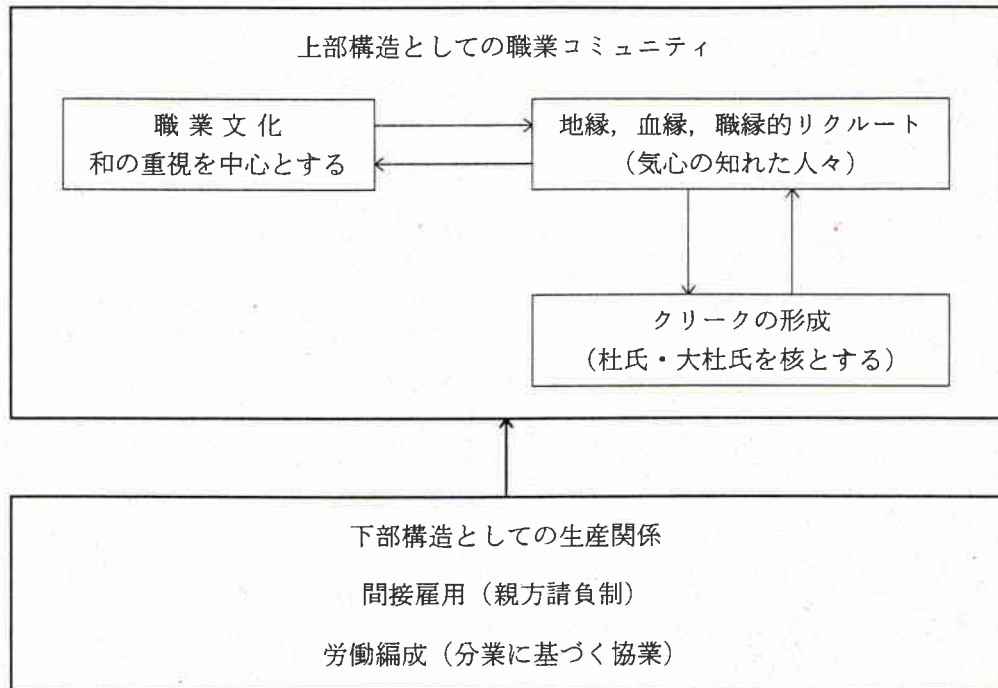 上部構造としての職業コミュニティ
職業文化
和の重視を中心とする
地縁，血縁，職縁的リクルート
（気心の知れた人々）
クリークの形成
（杜氏・大杜氏を核とする）
下部構造としての生産関係
間接雇用（親方請負制）
労働編成（分業に基づく協業）